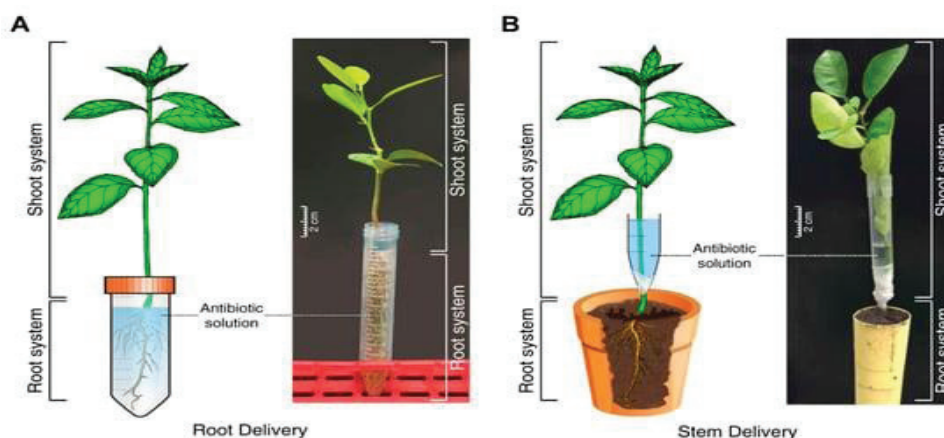 A
B
Shoot system
Root system
Antibiotic
solution
2 cm
Shoot system
Root system
Root Delivery
Shoot system
Root system
Antibiotic
solution
2 cm
Shoot system
Root system
Stem Delivery